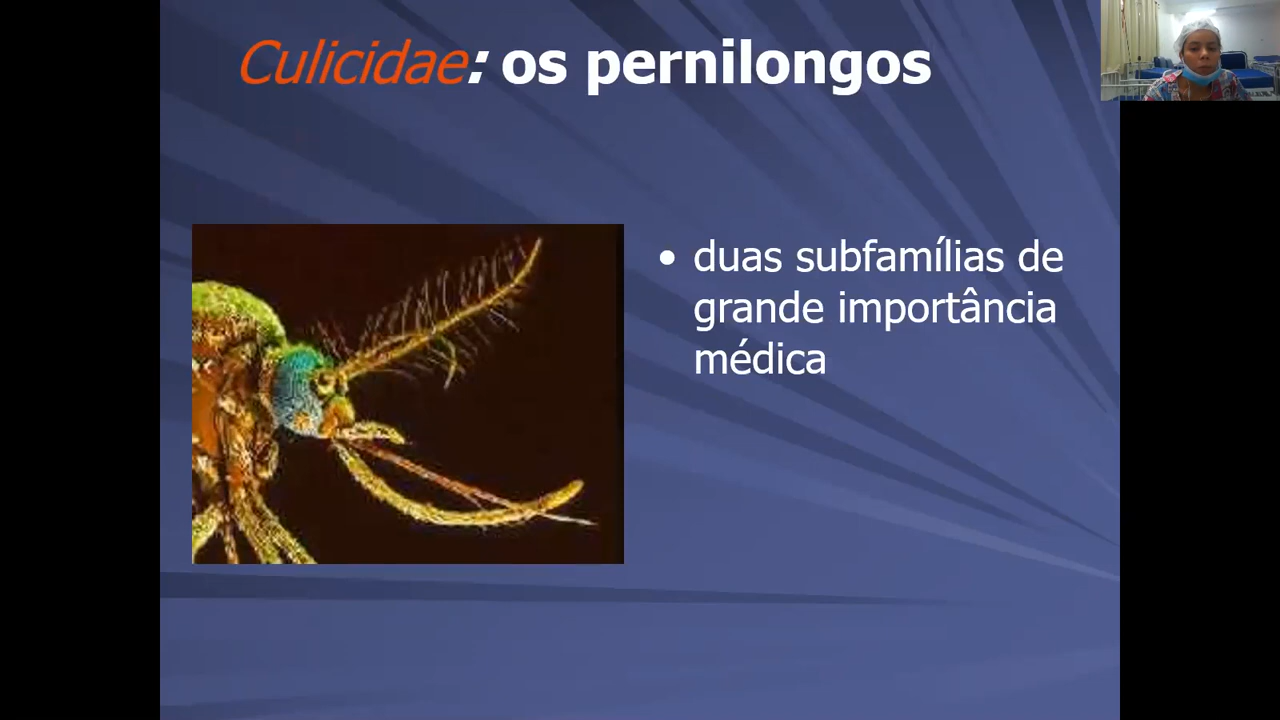 Culicidae: os pernilongos
• duas subfamílias de
grande importância
médica